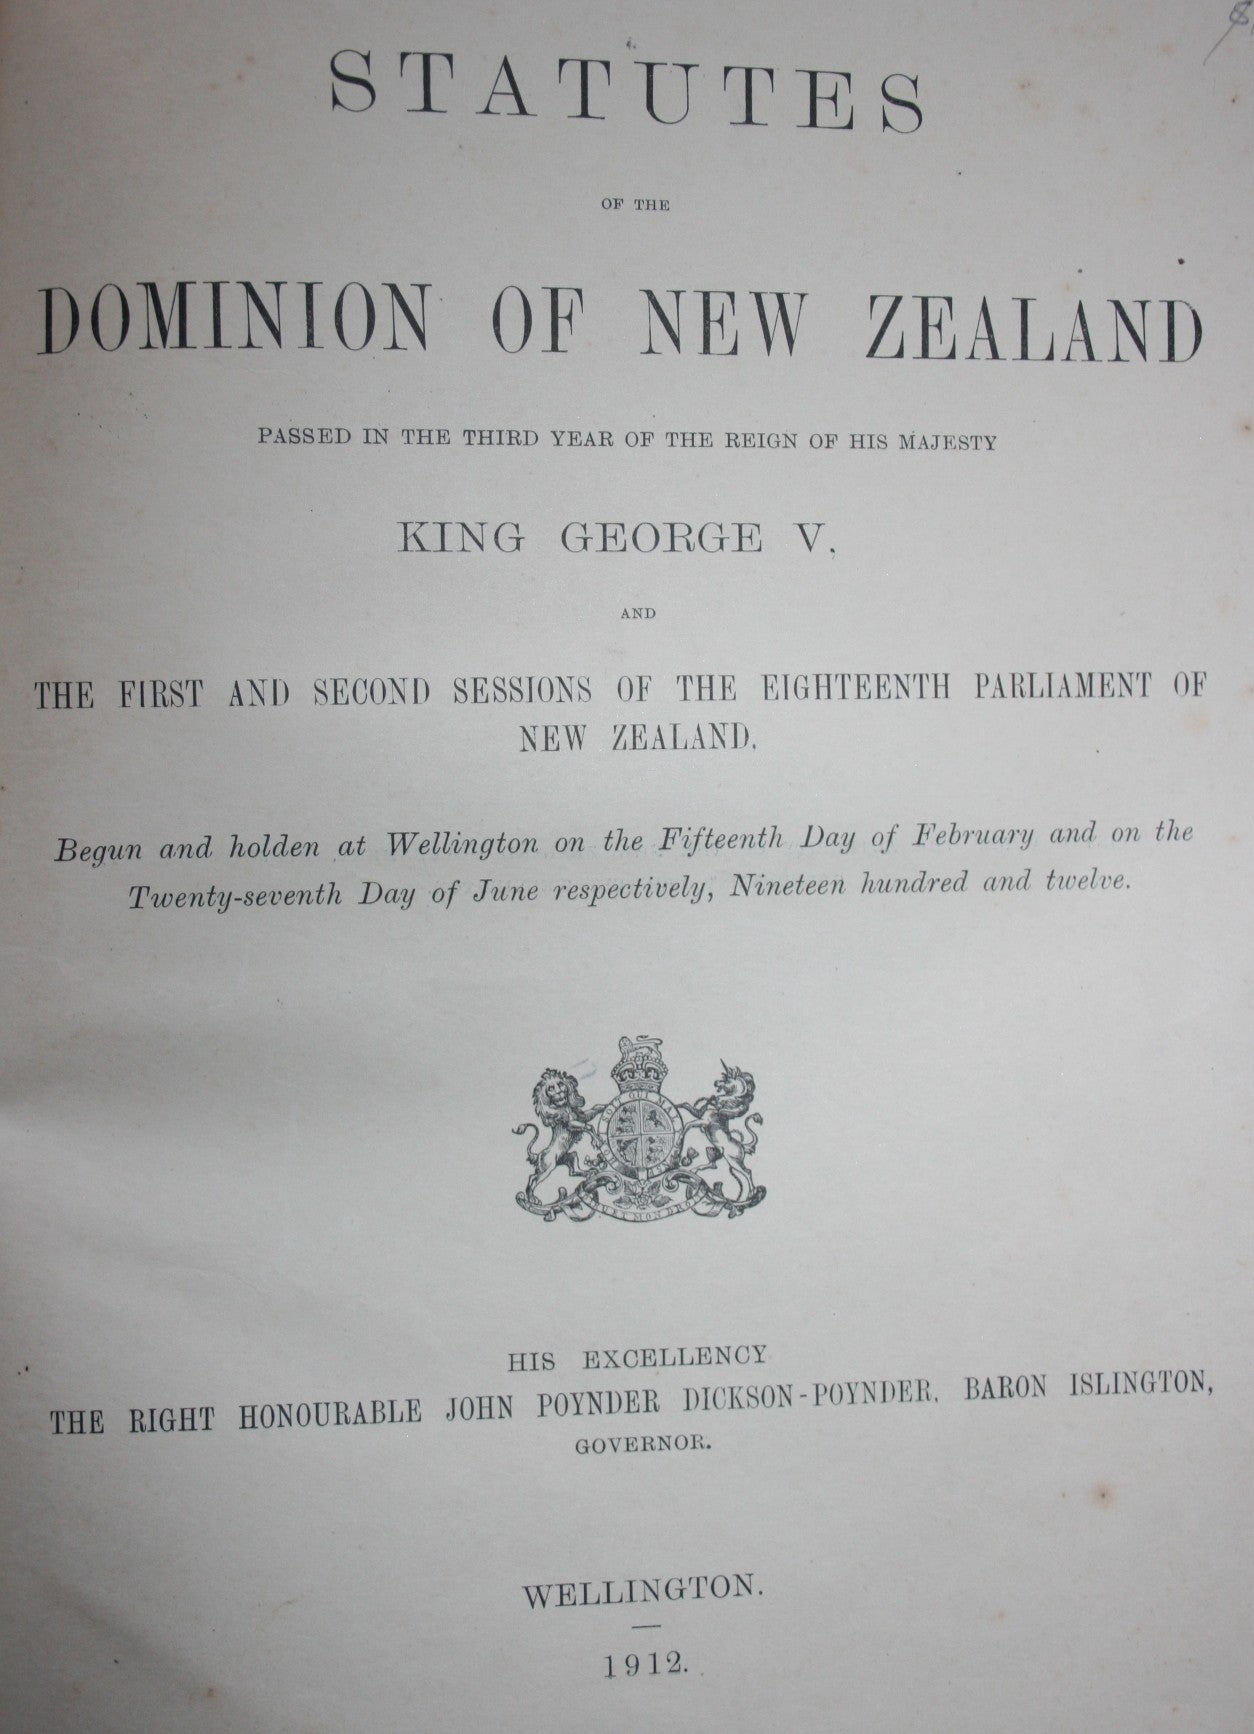 STATUTES
OF THE
DOMINION OF NEW ZEALAND
PASSED IN THE THIRD YEAR OF THE REIGN OF HIS MAJESTY
KING GEORGE V,
AND
THE FIRST AND SECOND SESSIONS OF THE EIGHTEENTH PARLIAMENT OF
NEW ZEALAND.
Begun and holden at Wellington on the Fifteenth Day of February and on the
Twenty-seventh Day of June respectively, Nineteen hundred and twelve.
SOIT QUI MAL
HIS EXCELLENCY
THE RIGHT HONOURABLE JOHN POYNDER DICKSON-POYNDER, BARON ISLINGTON,
GOVERNOR.
WELLINGTON.
1912.